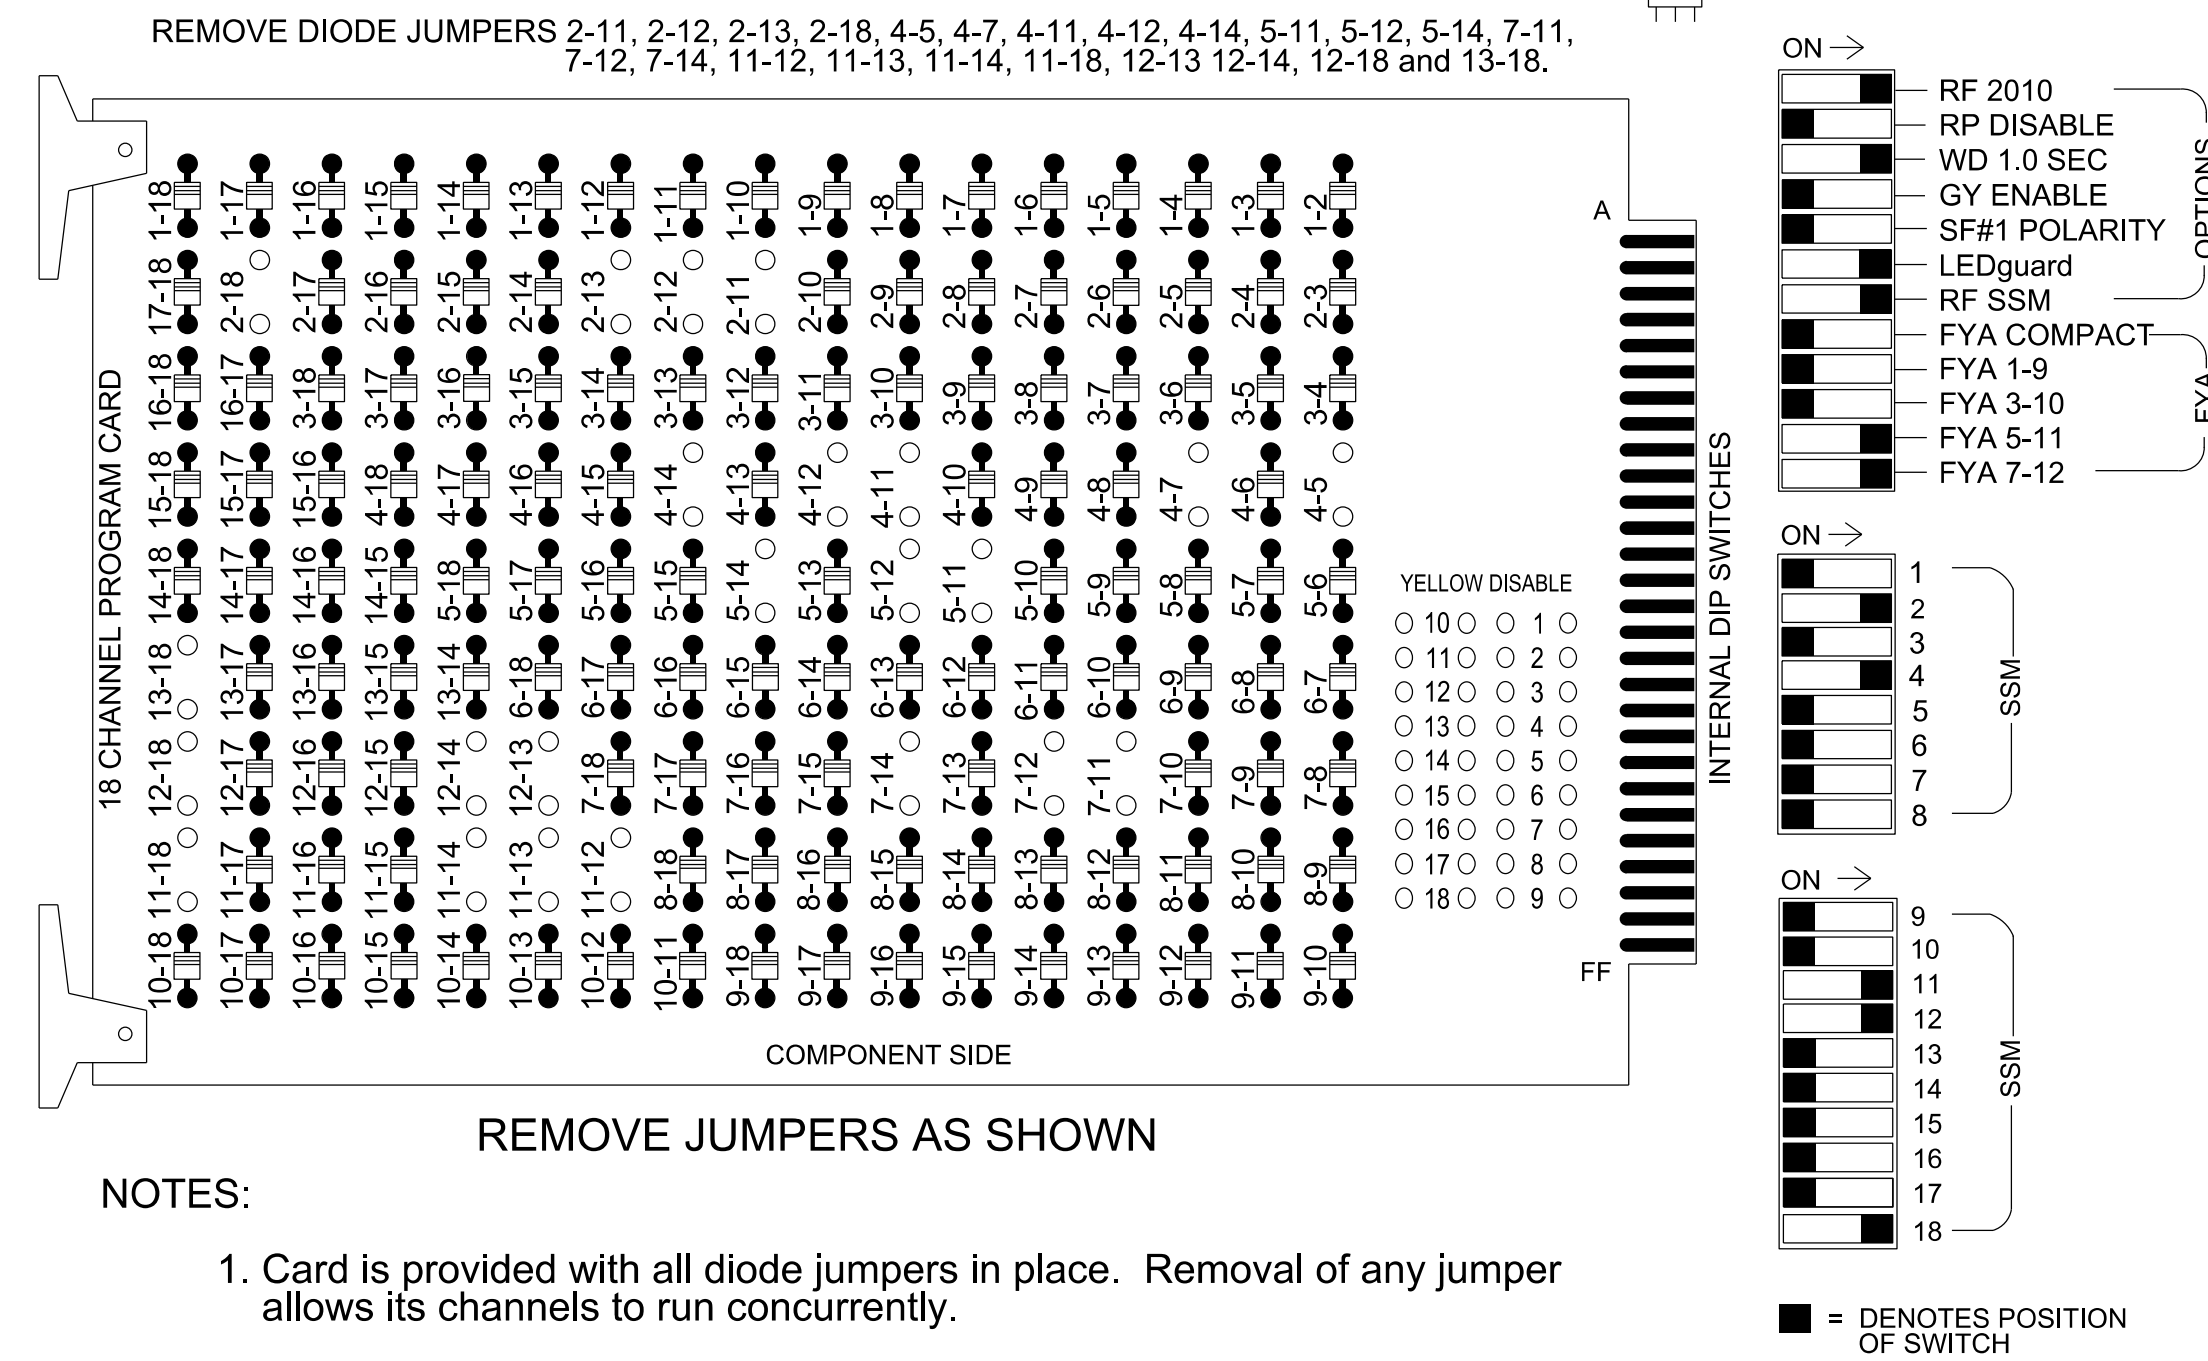 REMOVE DIODE JUMPERS 2-11, 2-12, 2-13, 2-18, 4-5, 4-7, 4-11, 4-12, 4-14, 5-11, 5-12, 5-14, 7-11,
7-12, 7-14, 11-12, 11-13, 11-14, 11-18, 12-13 12-14, 12-18 and 13-18.
18 CHANNEL PROGRAM CARD
1-18 1-17 1-16 1-15 1-14 1-13 1-12 1-11 1-10 1-9 1-8 1-7 1-6 1-5 1-4 1-3 1-2
17-18 2-18 2-17 2-16 2-15 2-14 2-13 2-12 2-11 2-10 2-9 2-8 2-7 2-6 2-5 2-4 2-3
16-18 16-17 3-18 3-17 3-16 3-15 3-14 3-13 3-12 3-11 3-10 3-9 3-8 3-7 3-6 3-5 3-4
15-18 15-17 15-16 4-18 4-17 4-16 4-15 4-14 4-13 4-12 4-11 4-10 4-9 4-8 4-7 4-6 4-5
14-18 14-17 14-16 14-15 5-18 5-17 5-16 5-15 5-14 5-13 5-12 5-11 5-10 5-9 5-8 5-7 5-6
13-18 13-17 13-16 13-15 13-14 6-18 6-17 6-16 6-15 6-14 6-13 6-12 6-11 6-10 6-9 6-8 6-7
12-18 12-17 12-16 12-15 12-14 12-13 7-18 7-17 7-16 7-15 7-14 7-13 7-12 7-11 7-10 7-9 7-8
11-18 11-17 11-16 11-15 11-14 11-13 11-12 8-18 8-17 8-16 8-15 8-14 8-13 8-12 8-11 8-10 8-9
10-18 10-17 10-16 10-15 10-14 10-13 10-12 10-11 9-18 9-17 9-16 9-15 9-14 9-13 9-12 9-11 9-10
YELLOW DISABLE
10 1
11 2
12 3
13 4
14 5
15 6
16 7
17 8
18 9
A
FF
COMPONENT SIDE
INTERNAL DIP SWITCHES
ON
RF 2010
RP DISABLE
WD 1.0 SEC
GY ENABLE
SF#1 POLARITY
LEDguard
RF SSM
OPTIONS
FYA COMPACT
FYA 1-9
FYA 3-10
FYA 5-11
FYA 7-12
FYA
ON
1
2
3
4
5
6
7
8
SSM
ON
9
10
11
12
13
14
15
16
17
18
SSM
= DENOTES POSITION
OF SWITCH
REMOVE JUMPERS AS SHOWN
NOTES:
1. Card is provided with all diode jumpers in place. Removal of any jumper
allows its channels to run concurrently.